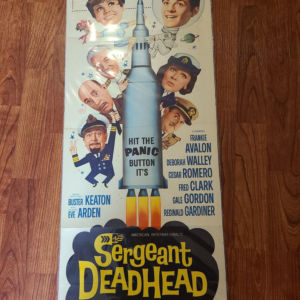 HIT THE
PANIC
BUTTON
IT'S
FRANKIE
AVALON
DEBORAH WALLEY
CESAR ROMERO
FRED CLARK
GALE GORDON
REGINALD GARDINER
BUSTER KEATON
EVE ARDEN
AMERICAN INTERNATIONAL'S
Sergeant
DEADHEAD